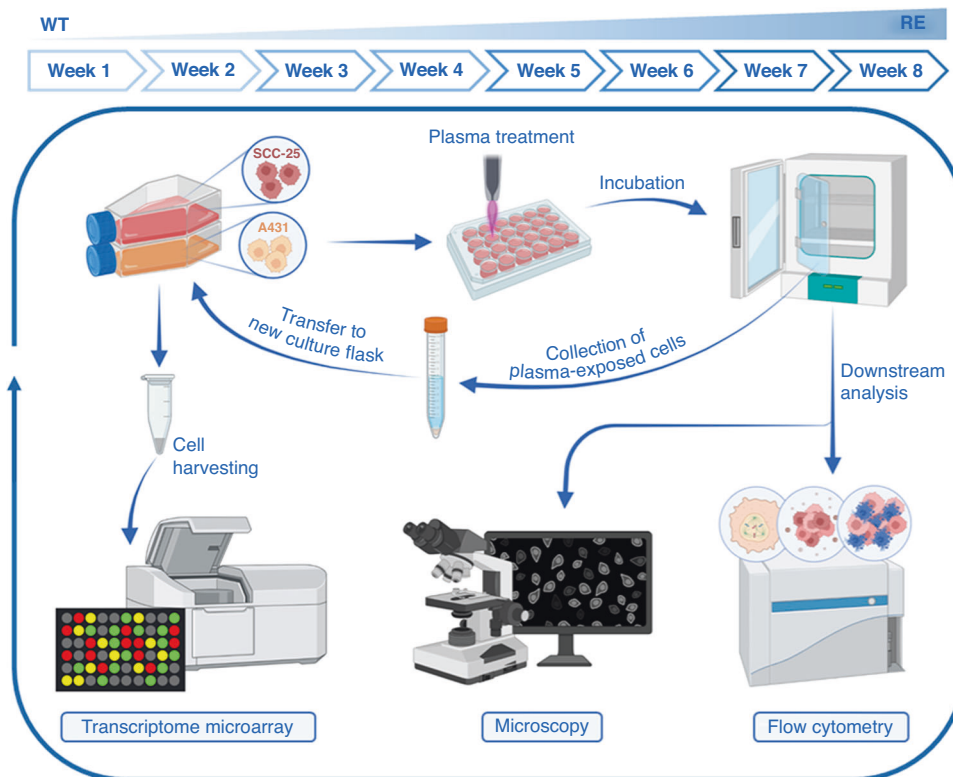 WT
RE
Week 1
Week 2
Week 3
Week 4
Week 5
Week 6
Week 7
Week 8
Plasma treatment
SCC-25
Incubation
A431
Transfer to
new culture flask
Collection of
plasma-exposed cells
Downstream
analysis
Cell
harvesting
Transcriptome microarray
Microscopy
Flow cytometry